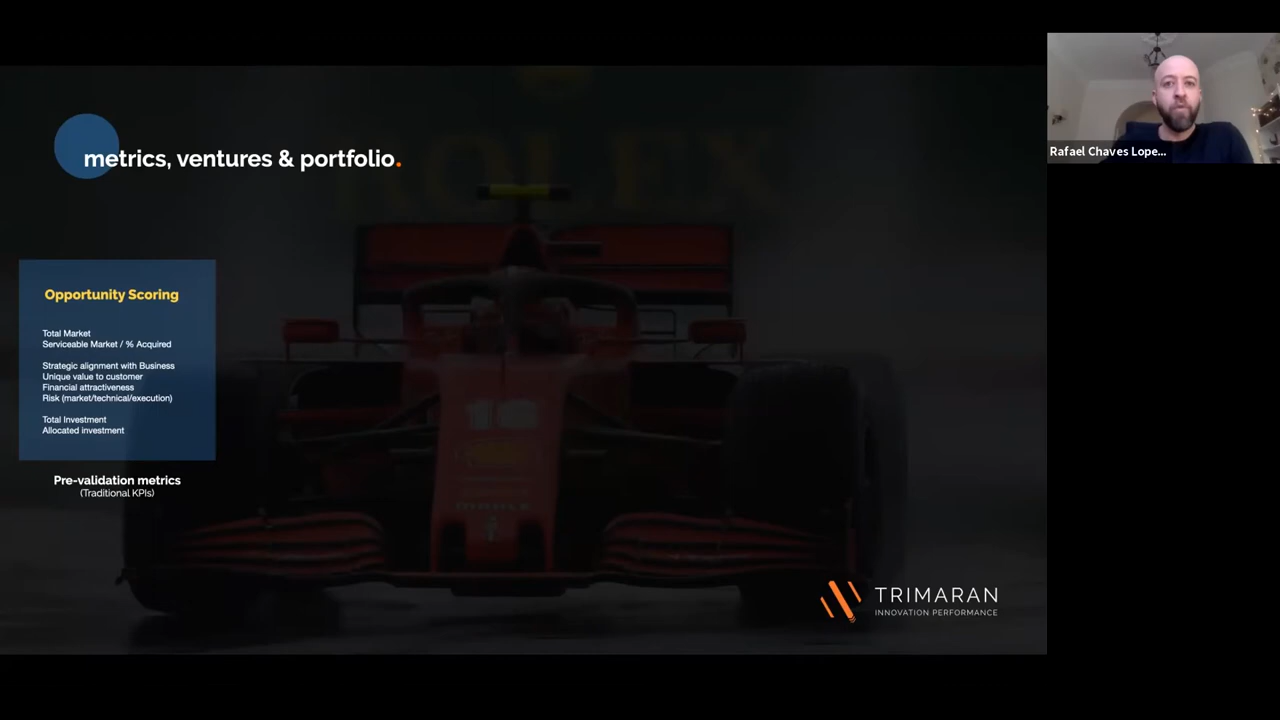 metrics, ventures & portfolio.
Rafael Chaves Lope...
Opportunity Scoring
Total Market
Serviceable Market / % Acquired
Strategic alignment with Business
Unique value to customer
Financial attractiveness
Risk (market/technical/execution)
Total Investment
Allocated investment
Pre-validation metrics
(Traditional KPIs)
ROLEX
16
TRIMARAN
INNOVATION PERFORMANCE